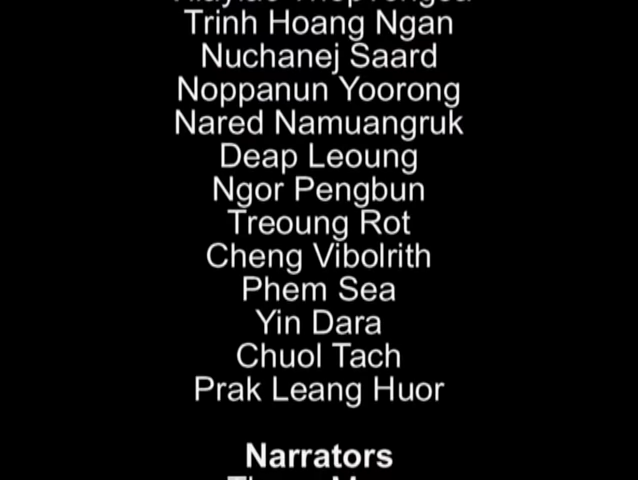 Trinh Hoang Ngan
Nuchanej Saard
Noppanun Yoorong
Nared Namuangruk
Deap Leoung
Ngor Pengbun
Treoung Rot
Cheng Vibolrith
Phem Sea
Yin Dara
Chuol Tach
Prak Leang Huor
Narrators